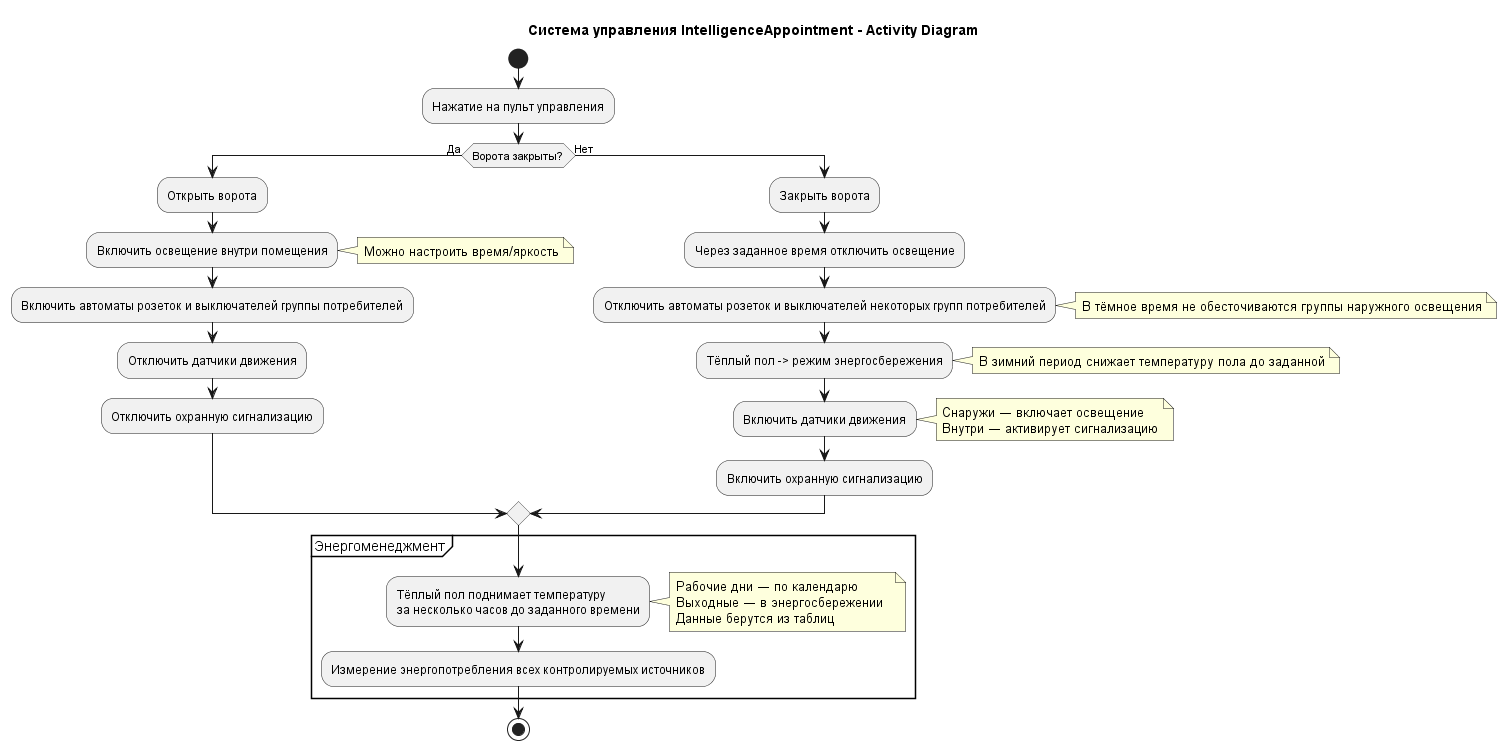 Система управления IntelligenceAppointment - Activity Diagram
Нажатие на пульт управления
Ворота закрыты?
Да
Нет
Открыть ворота
Включить освещение внутри помещения
Можно настроить время/яркость
Включить автоматы розеток и выключателей группы потребителей
Отключить датчики движения
Отключить охранную сигнализацию
Закрыть ворота
Через заданное время отключить освещение
Отключить автоматы розеток и выключателей некоторых групп потребителей
В тёмное время не обесточиваются группы наружного освещения
Тёплый пол -> режим энергосбережения
В зимний период снижает температуру пола до заданной
Включить датчики движения
Снаружи — включает освещение
Внутри — активирует сигнализацию
Включить охранную сигнализацию
Энергоменеджмент
Тёплый пол поднимает температуру
за несколько часов до заданного времени
Рабочие дни — по календарю
Выходные — в энергосбережении
Данные берутся из таблиц
Измерение энергопотребления всех контролируемых источников